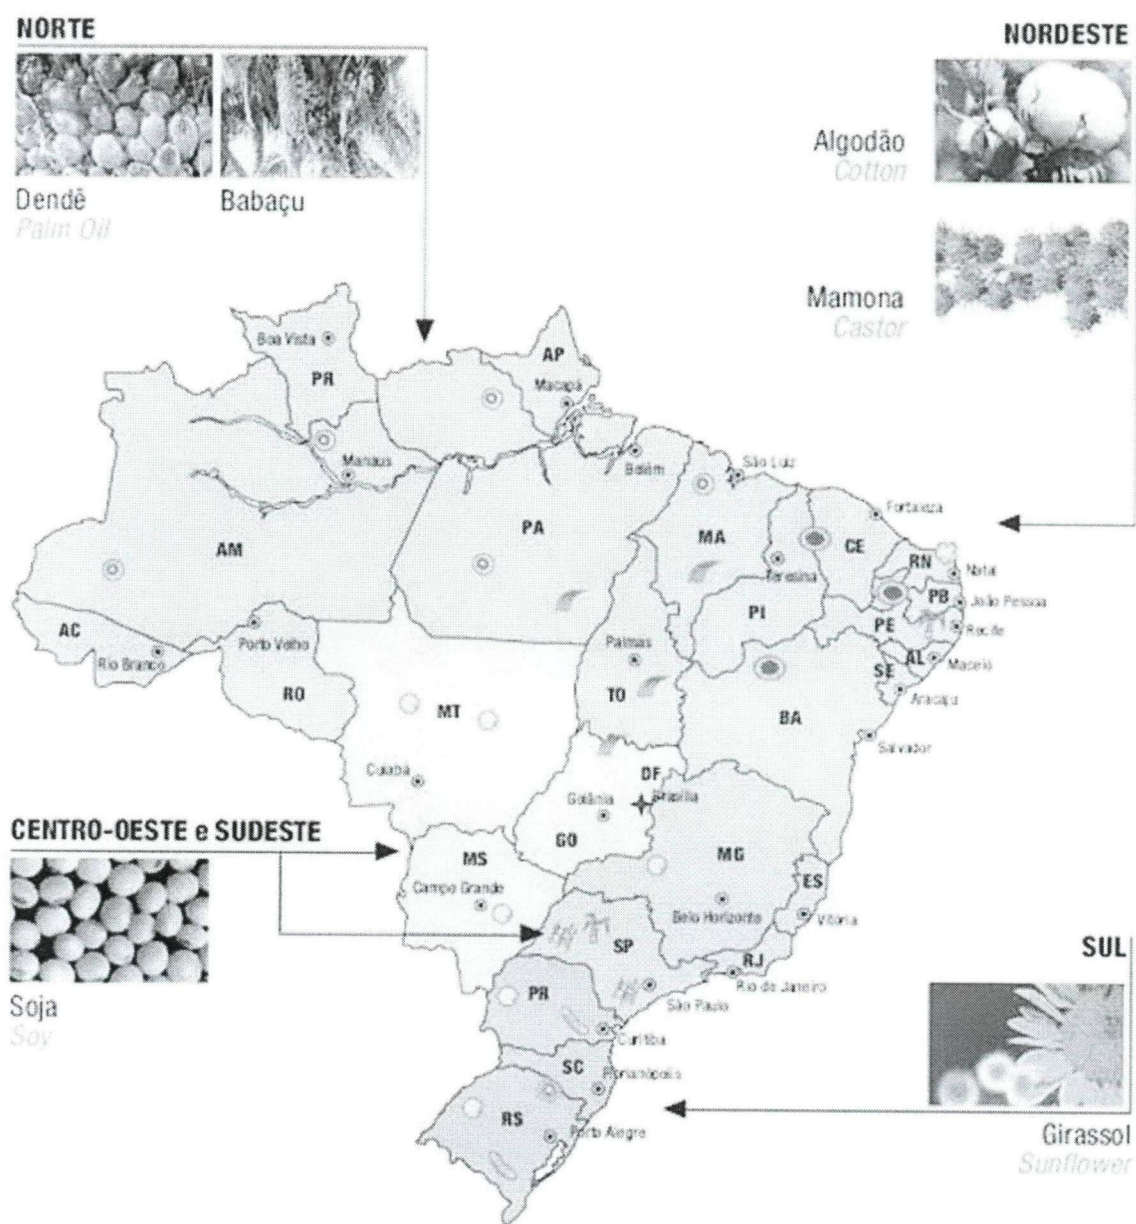 NORTE
NORDESTE
Dendê
Palm Oil
Babaçu
Algodão
Cotton
Mamona
Castor
Boa Vista
PR
AP
Macapá
Manaus
Belém
São Luiz
Fortaleza
AM
PA
MA
Teresina
CE
RN
Natal
PB
João Pessoa
PI
PE
Recife
AC
Rio Branco
Porto Velho
RO
Palmas
TO
AL
Maceió
SE
Aracaju
MT
BA
Salvador
Cuiabá
DF
Brasília
Goiânia
GO
CENTRO-OESTE e SUDESTE
MS
MG
ES
Campo Grande
Belo Horizonte
Vitória
SP
RJ
Rio de Janeiro
São Paulo
SUL
Soja
Soy
PR
Curitiba
SC
Florianópolis
RS
Porto Alegre
Girassol
Sunflower